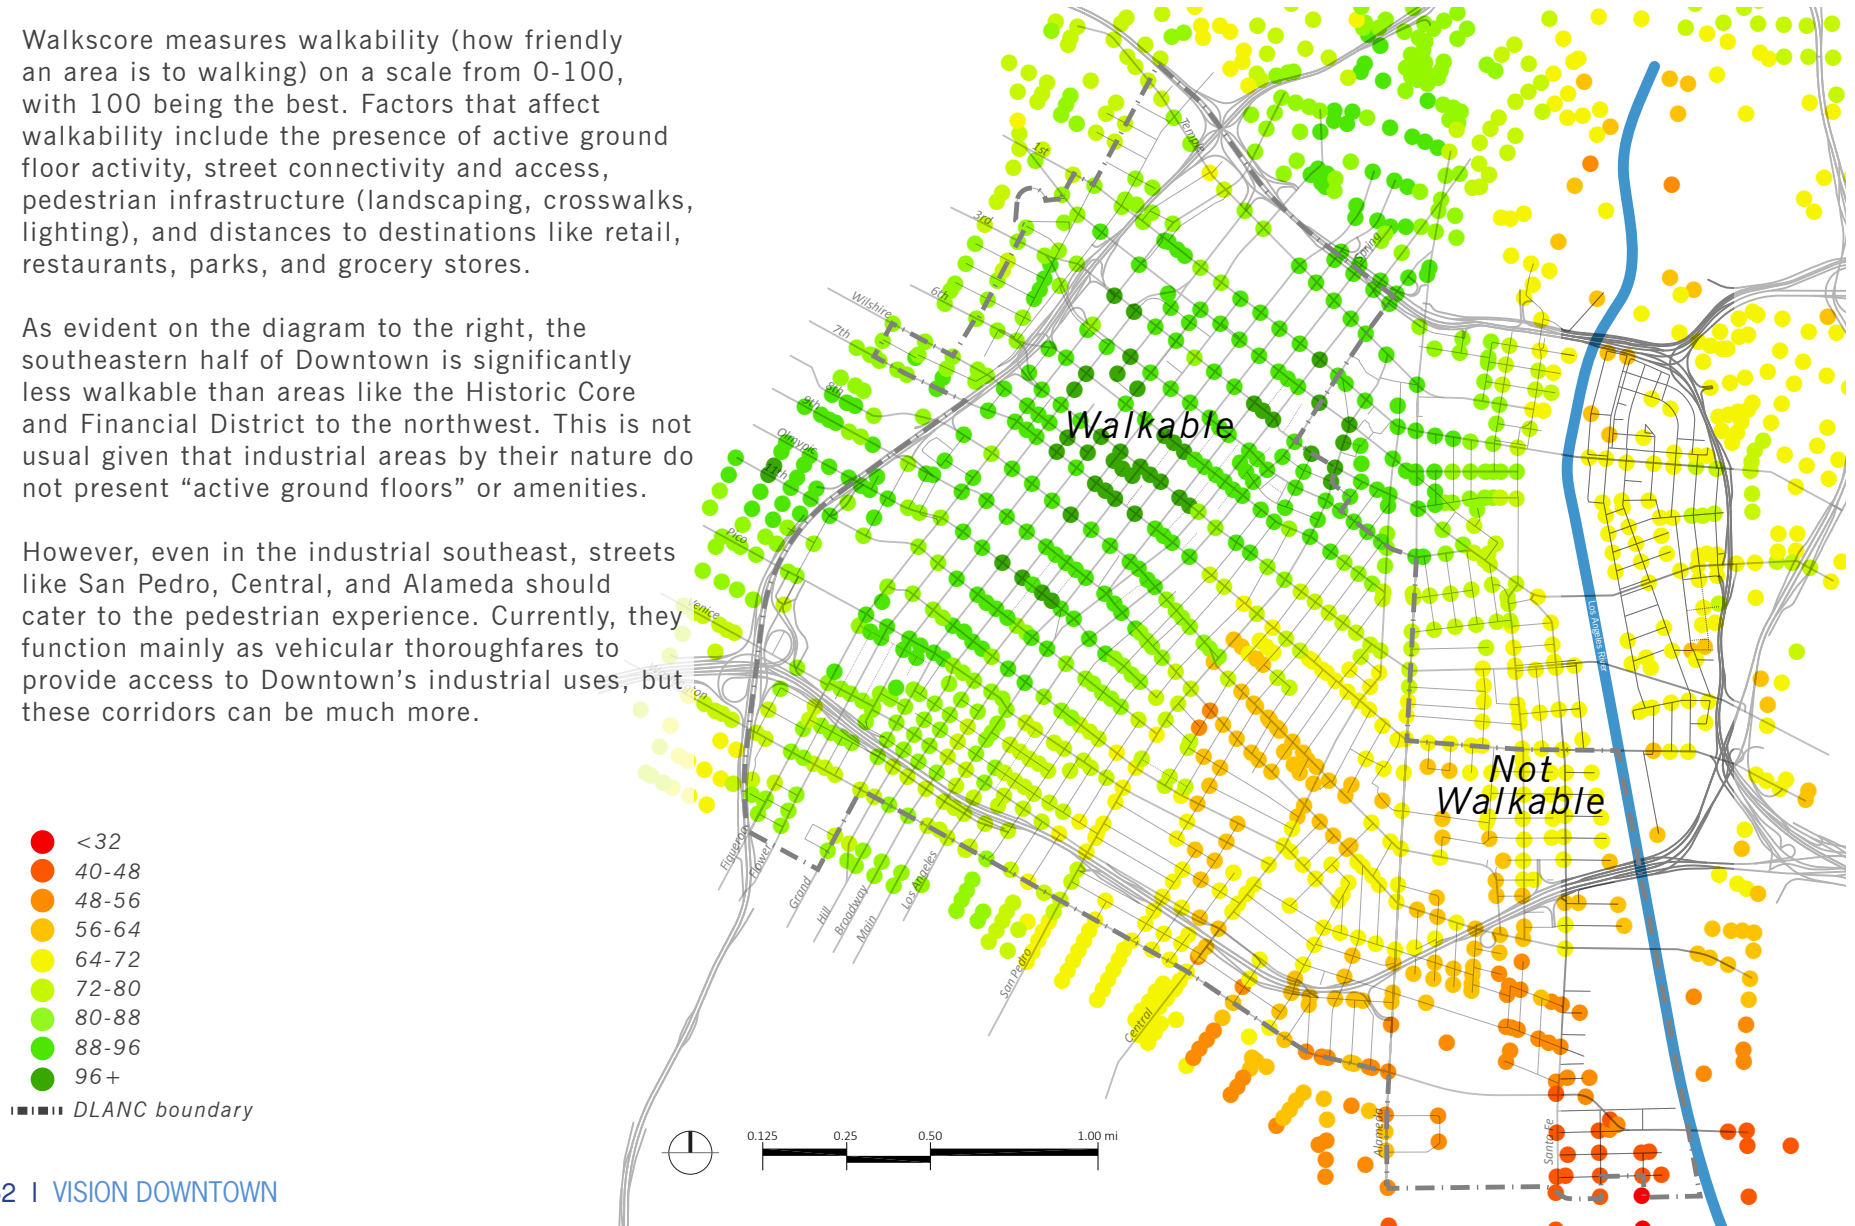 Walkscore measures walkability (how friendly
an area is to walking) on a scale from 0-100,
with 100 being the best. Factors that affect
walkability include the presence of active ground
floor activity, street connectivity and access,
pedestrian infrastructure (landscaping, crosswalks,
lighting), and distances to destinations like retail,
restaurants, parks, and grocery stores.
As evident on the diagram to the right, the
southeastern half of Downtown is significantly
less walkable than areas like the Historic Core
and Financial District to the northwest. This is not
usual given that industrial areas by their nature do
not present “active ground floors” or amenities.
However, even in the industrial southeast, streets
like San Pedro, Central, and Alameda should
cater to the pedestrian experience. Currently, they
function mainly as vehicular thoroughfares to
provide access to Downtown’s industrial uses, but
these corridors can be much more.
<32
40-48
48-56
56-64
64-72
72-80
80-88
88-96
96+
DLANC boundary
2 | VISION DOWNTOWN
Temple
1st
3rd
Spring
6th
Wilshire
7th
8th
9th
Olmypic
11th
Pico
Venice
Walkable
Not
Walkable
Los Angeles River
Figueroa
Flower
Grand
Hill
Broadway
Main
Los Angeles
San Pedro
Central
Alameda
Santa Fe
0.125
0.25
0.50
1.00 mi